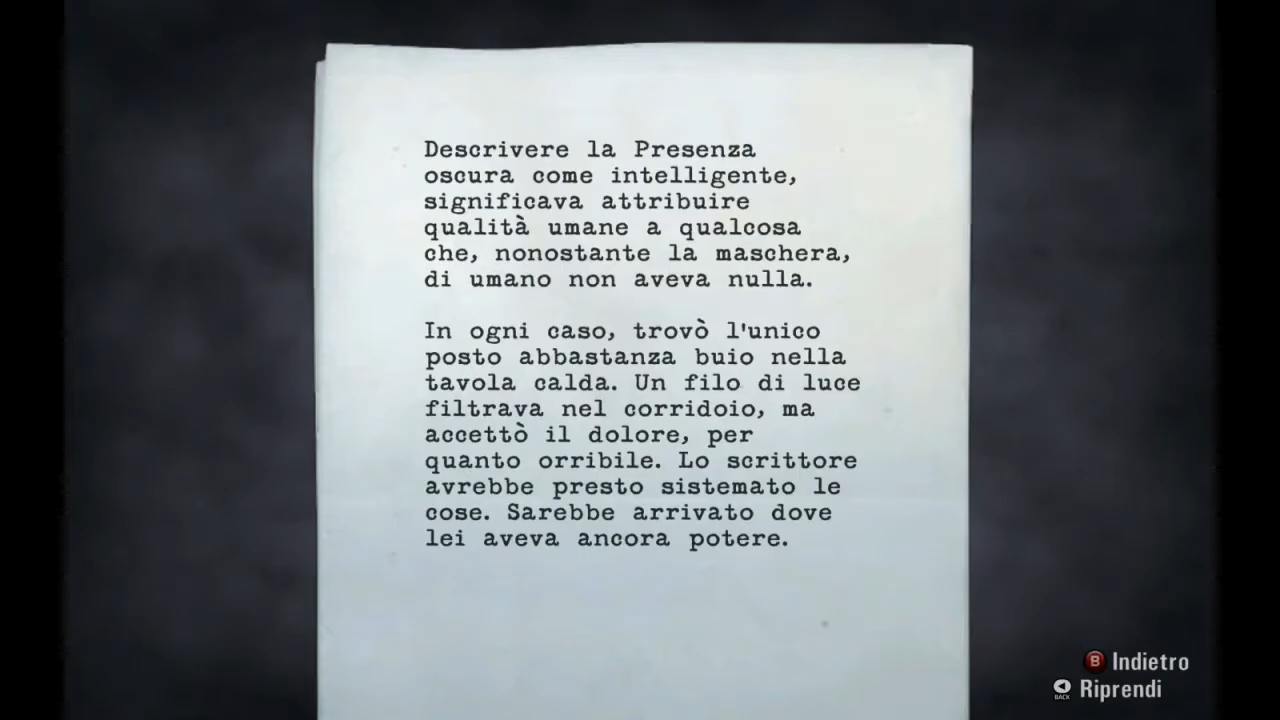 Descrivere la Presenza
oscura come intelligente,
significava attribuire
qualità umane a qualcosa
che, nonostante la maschera,
di umano non aveva nulla.
In ogni caso, trovò l'unico
posto abbastanza buio nella
tavola calda. Un filo di luce
filtrava nel corridoio, ma
accettò il dolore, per
quanto orribile. Lo scrittore
avrebbe presto sistemato le
cose. Sarebbe arrivato dove
lei aveva ancora potere.
B Indietro
BACK Riprendi